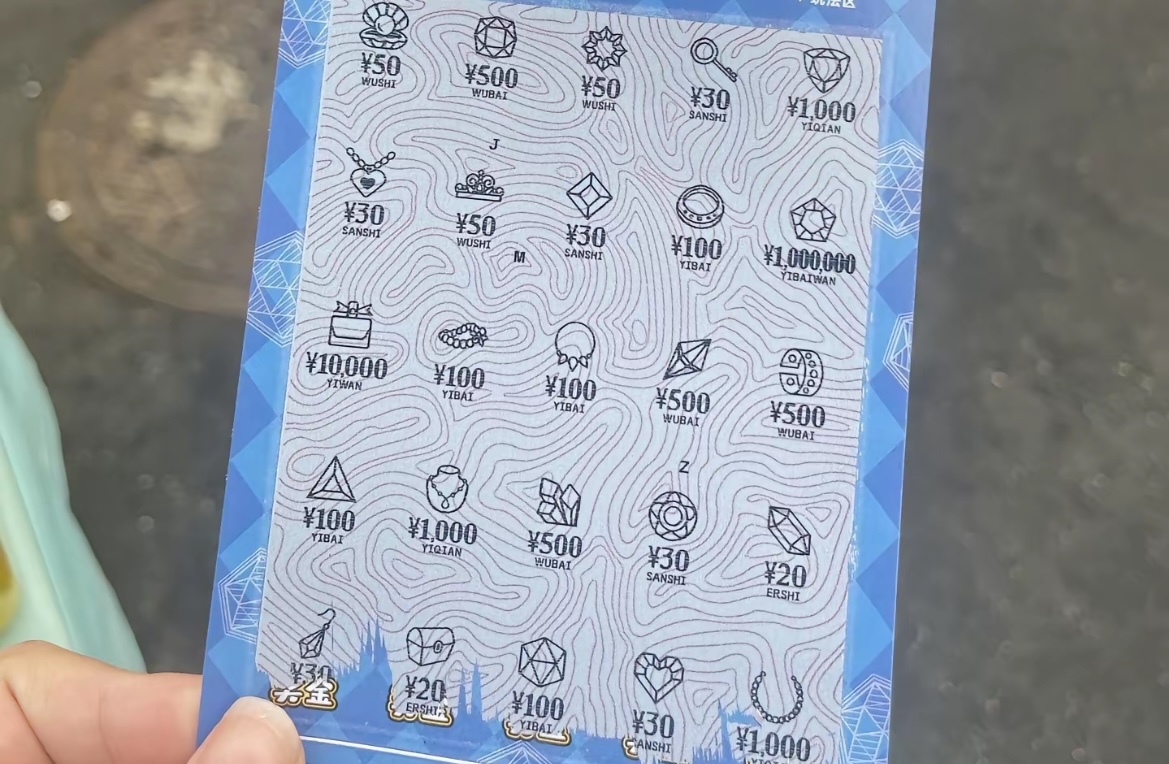 ¥50 ¥500 ¥50 ¥30 ¥1,000
WUSHI WUBAI WUSHI SANSHI YIQIAN
J
¥30 ¥50 ¥30 ¥100 ¥1,000,000
SANSHI WUSHI SANSHI YIBAI YIBAIWAN
M
¥10,000 ¥100 ¥100 ¥500 ¥500
YIWAN YIBAI YIBAI WUBAI WUBAI
Z
¥100 ¥1,000 ¥500 ¥30 ¥20
YIBAI YIQIAN WUBAI SANSHI ERSHI
¥30 ¥20 ¥100 ¥30 ¥1,000
ERSHI YIBAI SANSHI